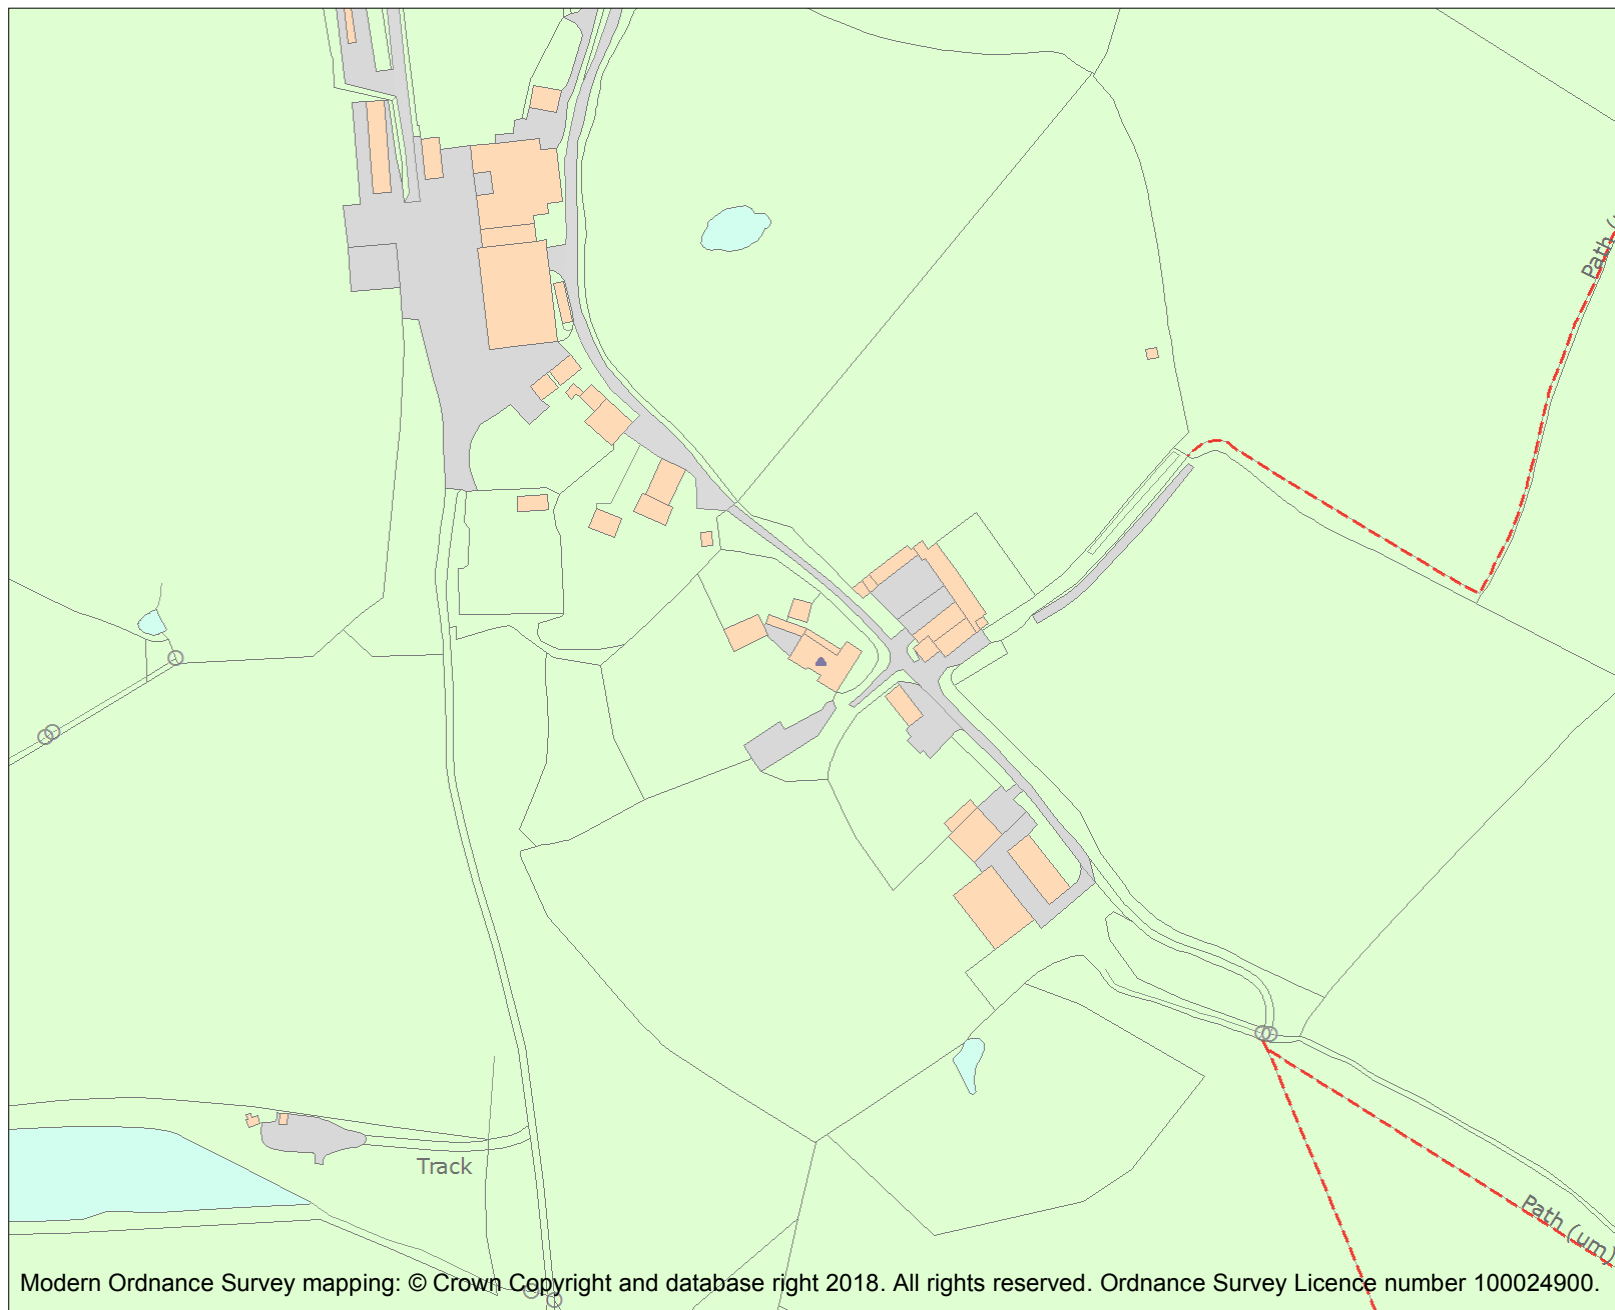 Path (
Track
Path (um)
Modern Ordnance Survey mapping: © Crown Copyright and database right 2018. All rights reserved. Ordnance Survey Licence number 100024900.